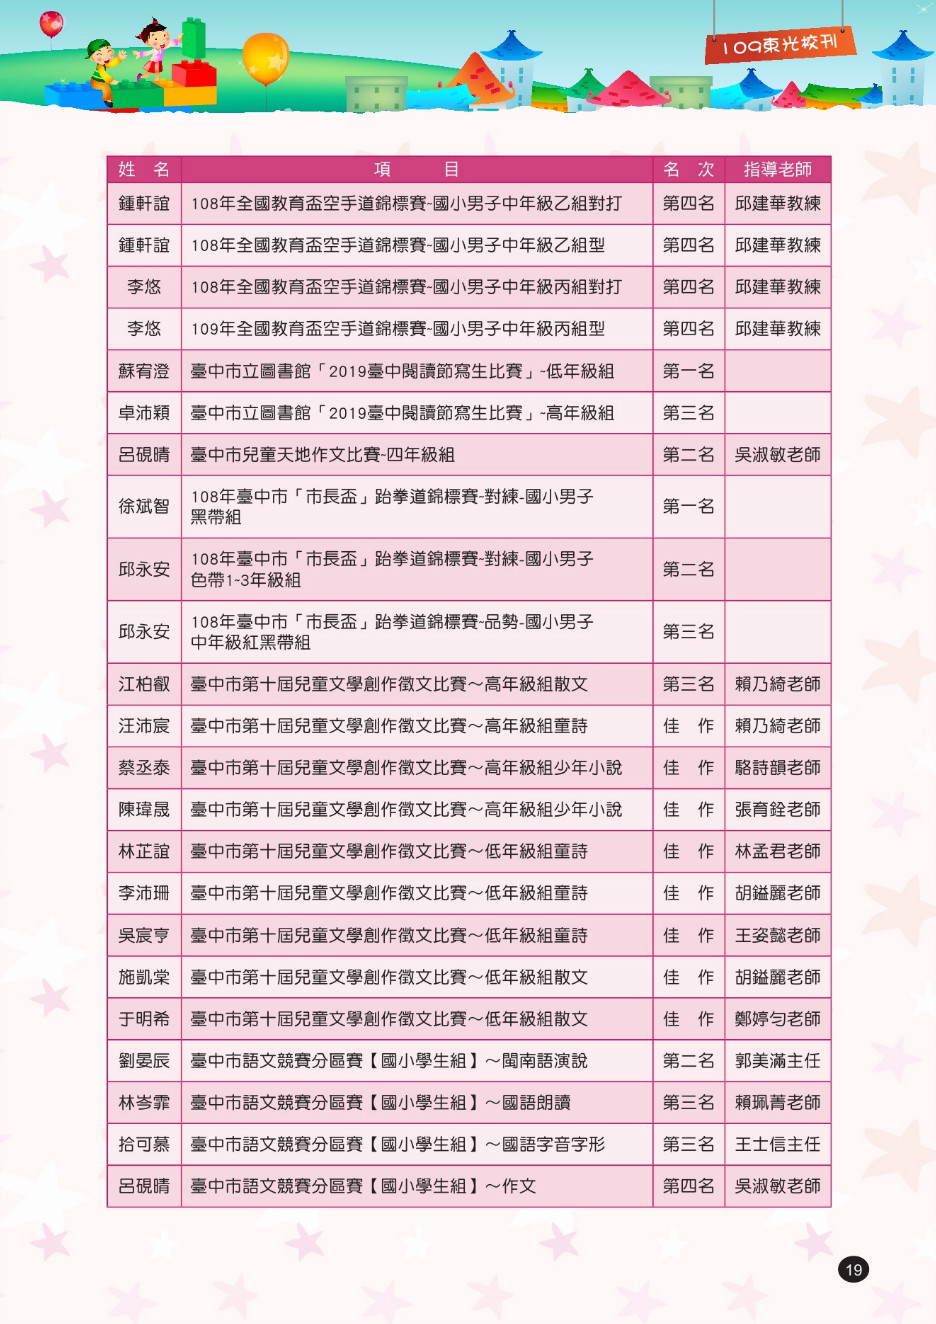 109東光校刊
姓　名　項　目　名　次　指導老師
鍾軒誼　108年全國教育盃空手道錦標賽-國小男子中年級乙組對打　第四名　邱建華教練
鍾軒誼　108年全國教育盃空手道錦標賽-國小男子中年級乙組型　第四名　邱建華教練
李悠　108年全國教育盃空手道錦標賽-國小男子中年級丙組對打　第四名　邱建華教練
李悠　109年全國教育盃空手道錦標賽-國小男子中年級丙組型　第四名　邱建華教練
蘇宥澄　臺中市立圖書館「2019臺中閱讀節寫生比賽」-低年級組　第一名
卓沛穎　臺中市立圖書館「2019臺中閱讀節寫生比賽」-高年級組　第三名
呂硯晴　臺中市兒童天地作文比賽-四年級組　第二名　吳淑敏老師
徐斌智　108年臺中市「市長盃」跆拳道錦標賽-對練-國小男子
黑帶組　第一名
邱永安　108年臺中市「市長盃」跆拳道錦標賽-對練-國小男子
色帶1-3年級組　第二名
邱永安　108年臺中市「市長盃」跆拳道錦標賽-品勢-國小男子
中年級紅黑帶組　第三名
江柏叡　臺中市第十屆兒童文學創作徵文比賽～高年級組散文　第三名　賴乃綺老師
汪沛宸　臺中市第十屆兒童文學創作徵文比賽～高年級組童詩　佳　作　賴乃綺老師
蔡丞泰　臺中市第十屆兒童文學創作徵文比賽～高年級組少年小說　佳　作　駱詩韻老師
陳瑋晟　臺中市第十屆兒童文學創作徵文比賽～高年級組少年小說　佳　作　張育銓老師
林芷誼　臺中市第十屆兒童文學創作徵文比賽～低年級組童詩　佳　作　林孟君老師
李沛珊　臺中市第十屆兒童文學創作徵文比賽～低年級組童詩　佳　作　胡鎰麗老師
吳宸亨　臺中市第十屆兒童文學創作徵文比賽～低年級組童詩　佳　作　王姿懿老師
施凱棠　臺中市第十屆兒童文學創作徵文比賽～低年級組散文　佳　作　胡鎰麗老師
于明希　臺中市第十屆兒童文學創作徵文比賽～低年級組散文　佳　作　鄭婷勻老師
劉晏辰　臺中市語文競賽分區賽【國小學生組】～閩南語演說　第二名　郭美滿主任
林岑霏　臺中市語文競賽分區賽【國小學生組】～國語朗讀　第三名　賴珮菁老師
拾可慕　臺中市語文競賽分區賽【國小學生組】～國語字音字形　第三名　王士信主任
呂硯晴　臺中市語文競賽分區賽【國小學生組】～作文　第四名　吳淑敏老師
19